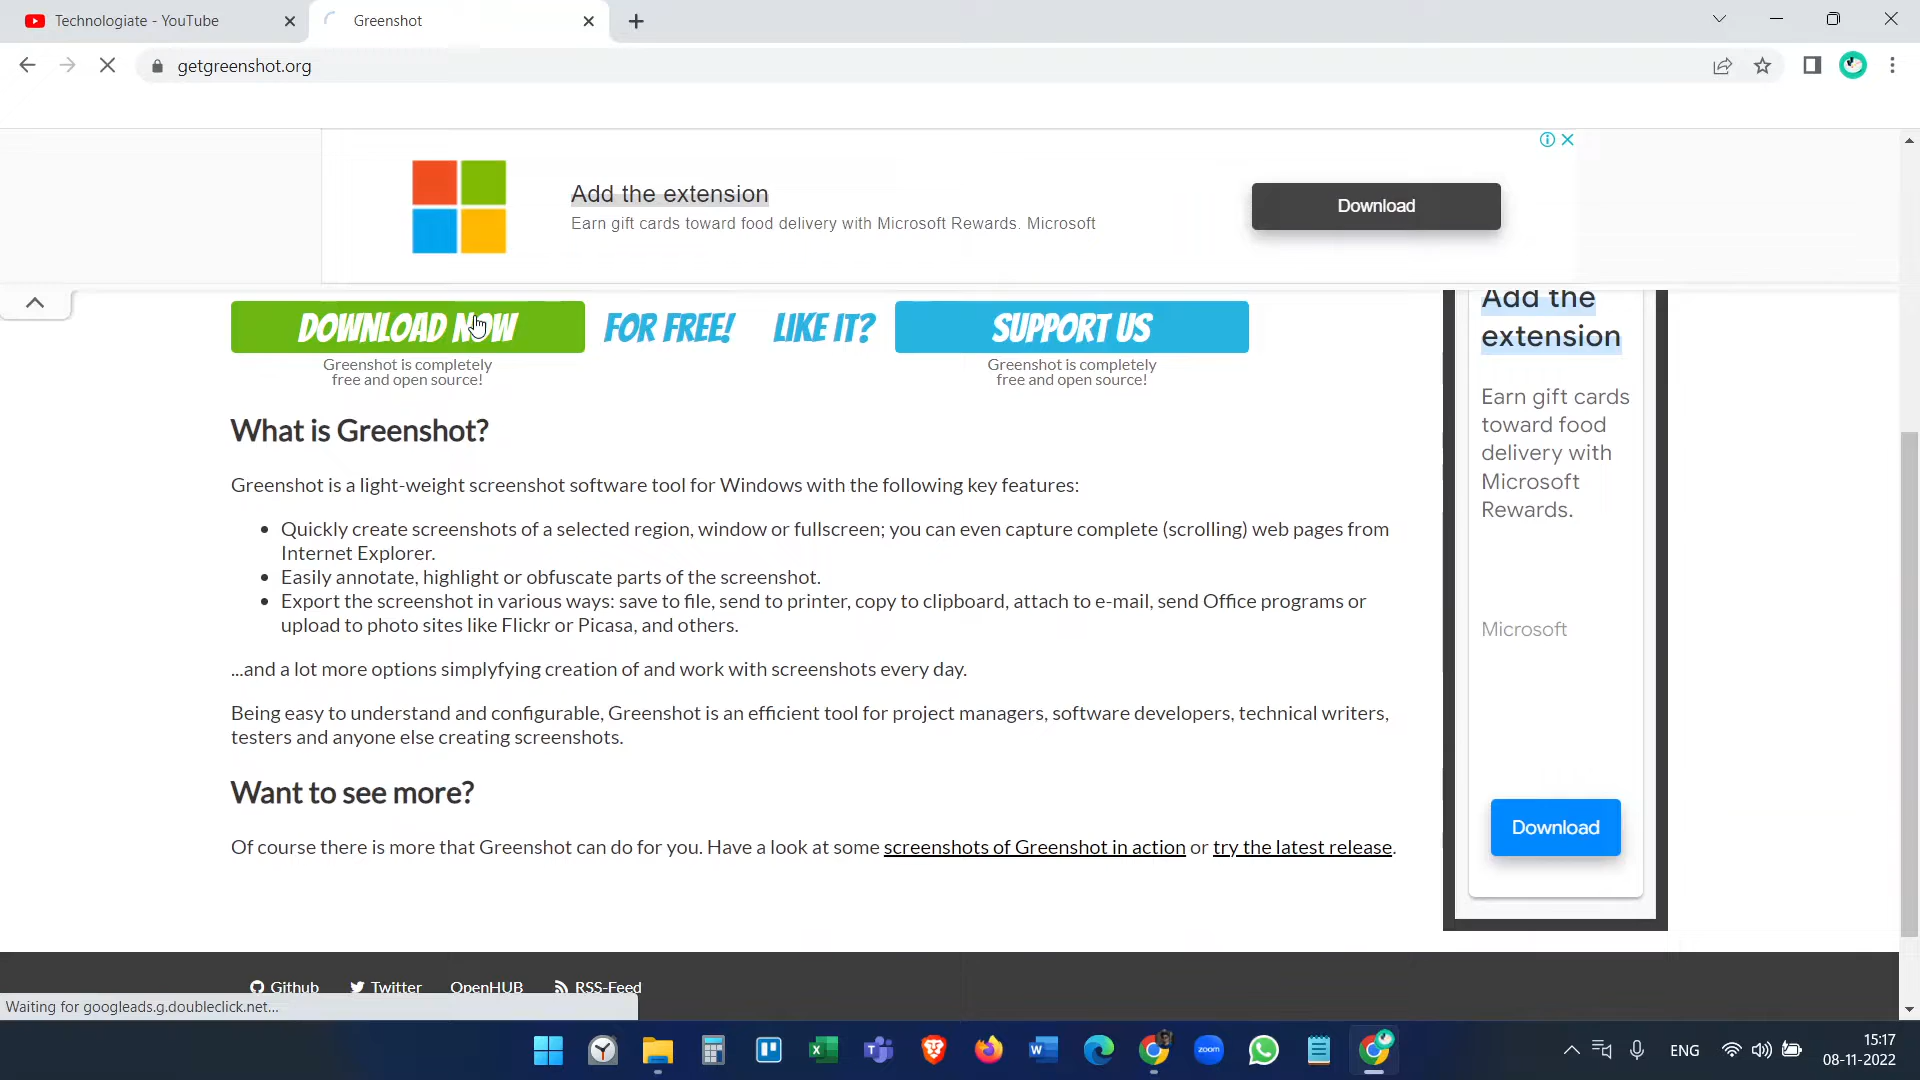 Technologiate - YouTube
Greenshot
getgreenshot.org
Add the extension
Earn gift cards toward food delivery with Microsoft Rewards. Microsoft
Download
DOWNLOAD NOW
FOR FREE!
LIKE IT?
SUPPORT US
Greenshot is completely
free and open source!
Greenshot is completely
free and open source!
What is Greenshot?
Greenshot is a light-weight screenshot software tool for Windows with the following key features:
• Quickly create screenshots of a selected region, window or fullscreen; you can even capture complete (scrolling) web pages from
Internet Explorer.
• Easily annotate, highlight or obfuscate parts of the screenshot.
• Export the screenshot in various ways: save to file, send to printer, copy to clipboard, attach to e-mail, send Office programs or
upload to photo sites like Flickr or Picasa, and others.
...and a lot more options simplyfying creation of and work with screenshots every day.
Being easy to understand and configurable, Greenshot is an efficient tool for project managers, software developers, technical writers,
testers and anyone else creating screenshots.
Want to see more?
Of course there is more that Greenshot can do for you. Have a look at some screenshots of Greenshot in action or try the latest release.
Add the
extension
Earn gift cards
toward food
delivery with
Microsoft
Rewards.
Microsoft
Download
Github
Twitter
OpenHUB
RSS-Feed
Waiting for googleads.g.doubleclick.net...
zoom
ENG
15:17
08-11-2022